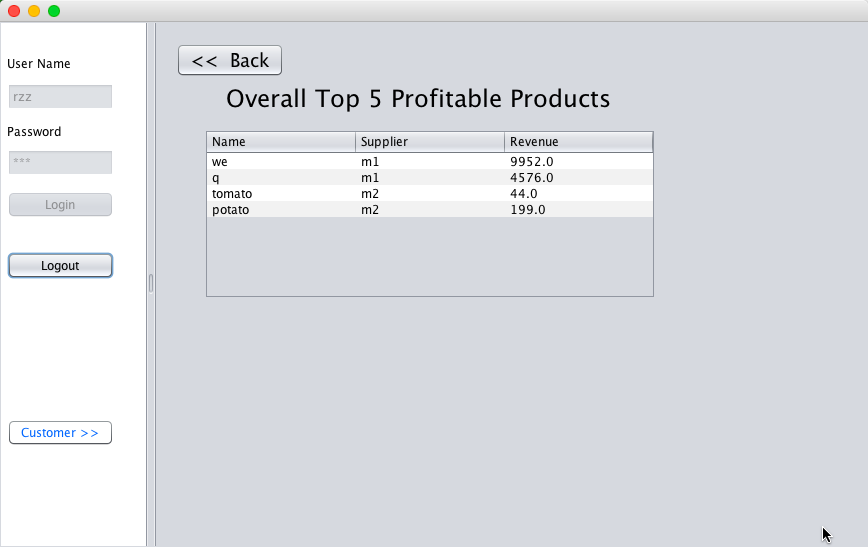 User Name
rzz
Password
***
Login
Logout
Customer >>
<< Back
Overall Top 5 Profitable Products
Name Supplier Revenue
we m1 9952.0
q m1 4576.0
tomato m2 44.0
potato m2 199.0